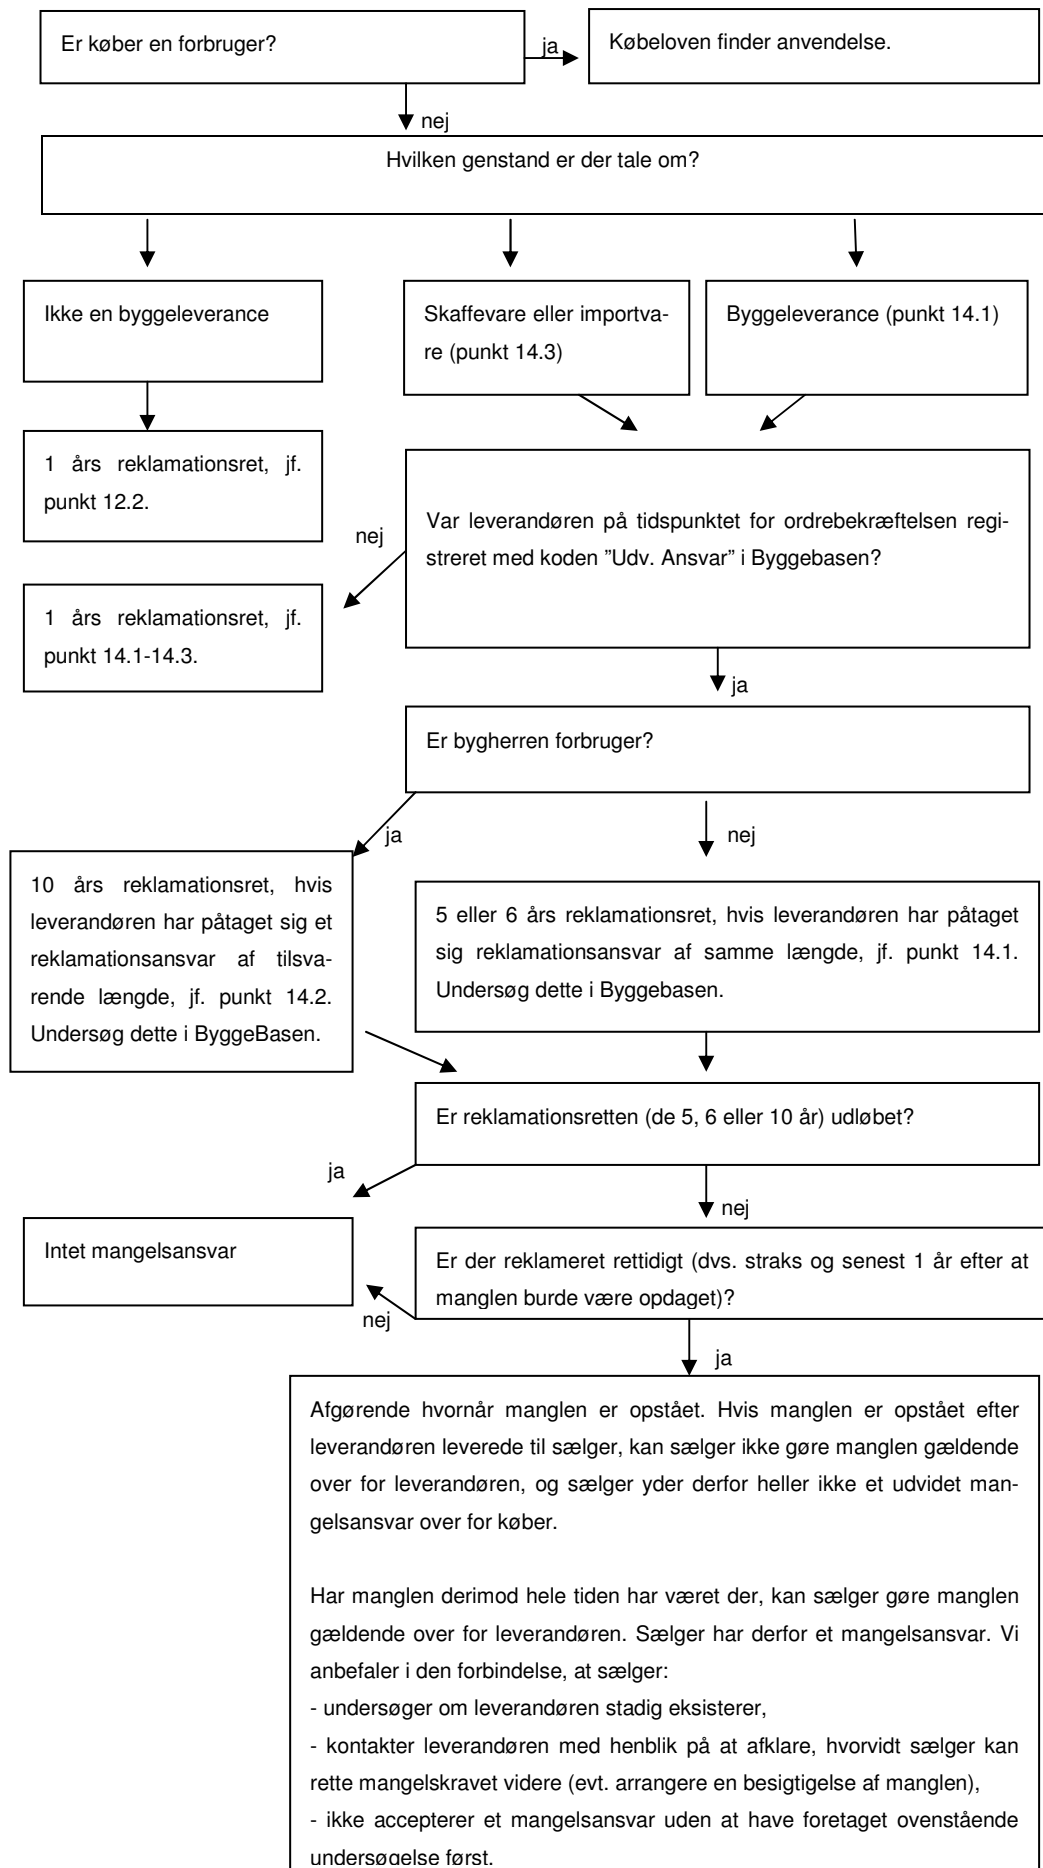 Er køber en forbruger?
ja
Købeloven finder anvendelse.
nej
Hvilken genstand er der tale om?
Ikke en byggeleverance
Skaffevare eller importva-
re (punkt 14.3)
Byggeleverance (punkt 14.1)
1 års reklamationsret, jf.
punkt 12.2.
Var leverandøren på tidspunktet for ordrebekræftelsen regi-
streret med koden ”Udv. Ansvar” i Byggebasen?
nej
1 års reklamationsret, jf.
punkt 14.1-14.3.
ja
Er bygherren forbruger?
ja
nej
10 års reklamationsret, hvis
leverandøren har påtaget sig et
reklamationsansvar af tilsva-
rende længde, jf. punkt 14.2.
Undersøg dette i ByggeBasen.
5 eller 6 års reklamationsret, hvis leverandøren har påtaget
sig reklamationsansvar af samme længde, jf. punkt 14.1.
Undersøg dette i Byggebasen.
Er reklamationsretten (de 5, 6 eller 10 år) udløbet?
ja
nej
Intet mangelsansvar
Er der reklameret rettidigt (dvs. straks og senest 1 år efter at
manglen burde være opdaget)?
nej
ja
Afgørende hvornår manglen er opstået. Hvis manglen er opstået efter
leverandøren leverede til sælger, kan sælger ikke gøre manglen gældende
over for leverandøren, og sælger yder derfor heller ikke et udvidet man-
gelsansvar over for køber.
Har manglen derimod hele tiden har været der, kan sælger gøre manglen
gældende over for leverandøren. Sælger har derfor et mangelsansvar. Vi
anbefaler i den forbindelse, at sælger:
- undersøger om leverandøren stadig eksisterer,
- kontakter leverandøren med henblik på at afklare, hvorvidt sælger kan
rette mangelskravet videre (evt. arrangere en besigtigelse af manglen),
- ikke accepterer et mangelsansvar uden at have foretaget ovenstående
undersøgelse først.